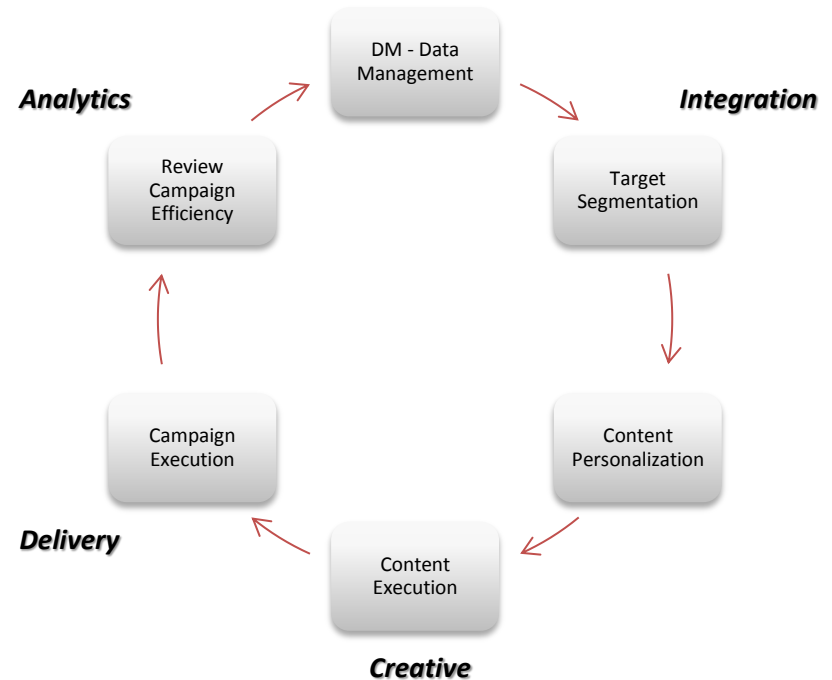 DM - Data
Management
Analytics
Integration
Review
Campaign
Efficiency
Target
Segmentation
Campaign
Execution
Content
Personalization
Delivery
Content
Execution
Creative